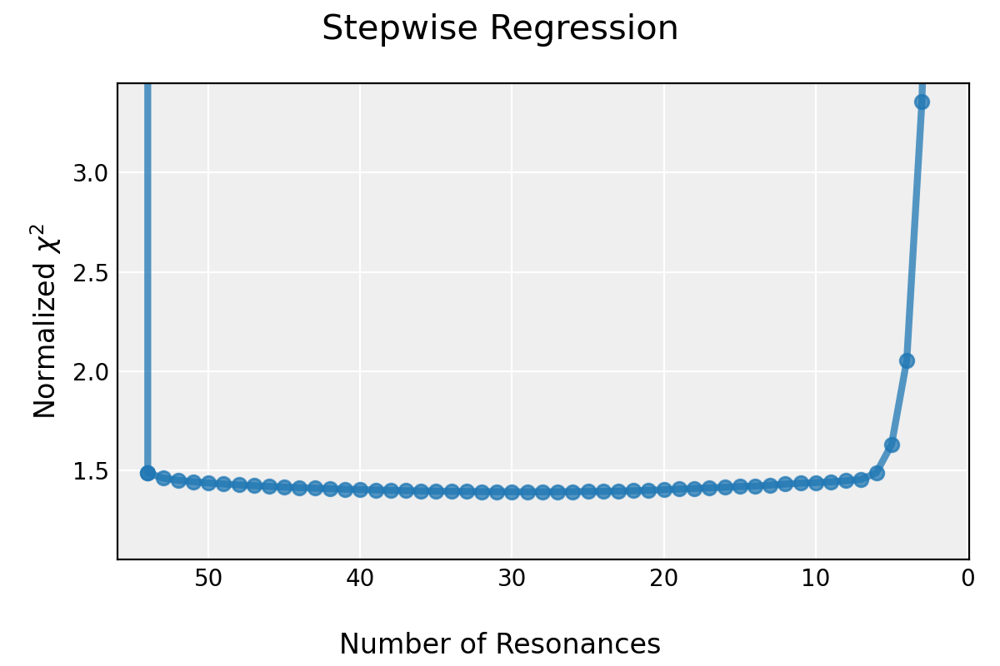 Stepwise Regression
3.0
2.5
2.0
1.5
Normalized χ²
50 40 30 20 10 0
Number of Resonances